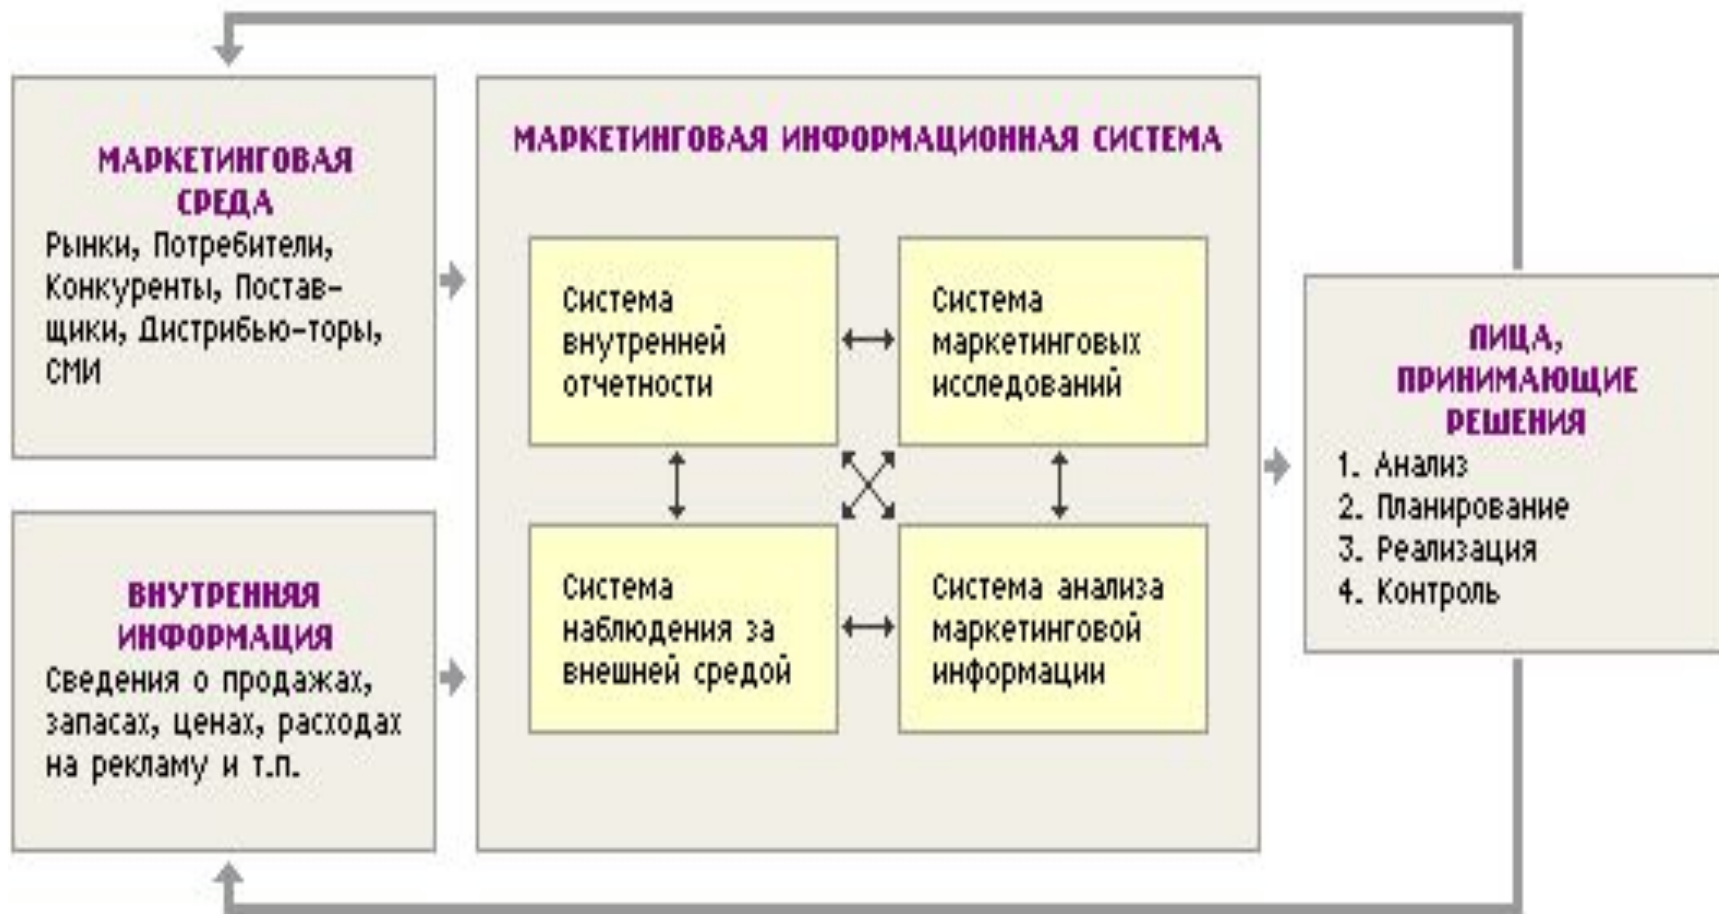 МАРКЕТИНГОВАЯ
СРЕДА
Рынки, Потребители,
Конкуренты, Постав-
щики, Дистрибью-торы,
СМИ
ВНУТРЕННЯЯ
ИНФОРМАЦИЯ
Сведения о продажах,
запасах, ценах, расходах
на рекламу и т.п.
МАРКЕТИНГОВАЯ ИНФОРМАЦИОННАЯ СИСТЕМА
Система
внутренней
отчетности
Система
маркетинговых
исследований
Система
наблюдения за
внешней средой
Система анализа
маркетинговой
информации
ЛИЦА,
ПРИНИМАЮЩИЕ
РЕШЕНИЯ
1. Анализ
2. Планирование
3. Реализация
4. Контроль